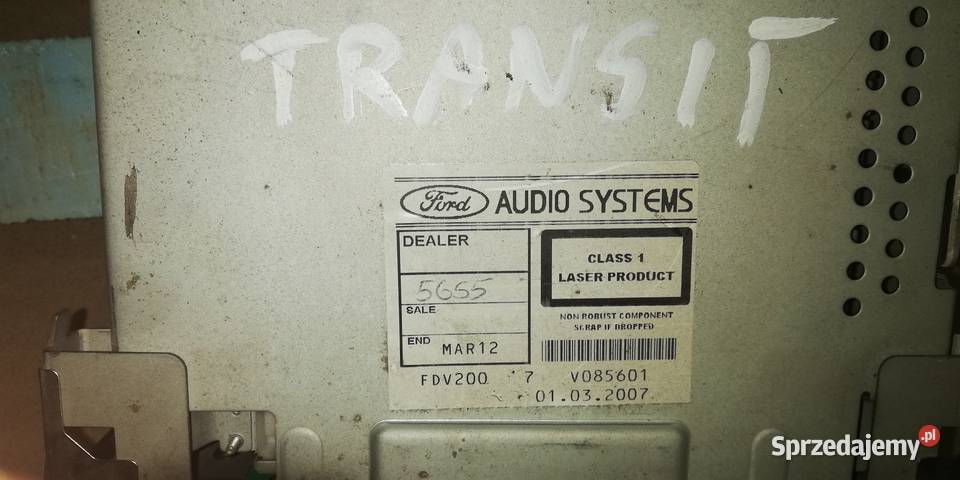 TRANSIT
Ford AUDIO SYSTEMS
DEALER
5655
SALE
END MAR12
CLASS 1
LASER PRODUCT
NON ROBUST COMPONENT
SCRAP IF DROPPED
FDV200 7 V085601
01.03.2007
Sprzedajemy.pl